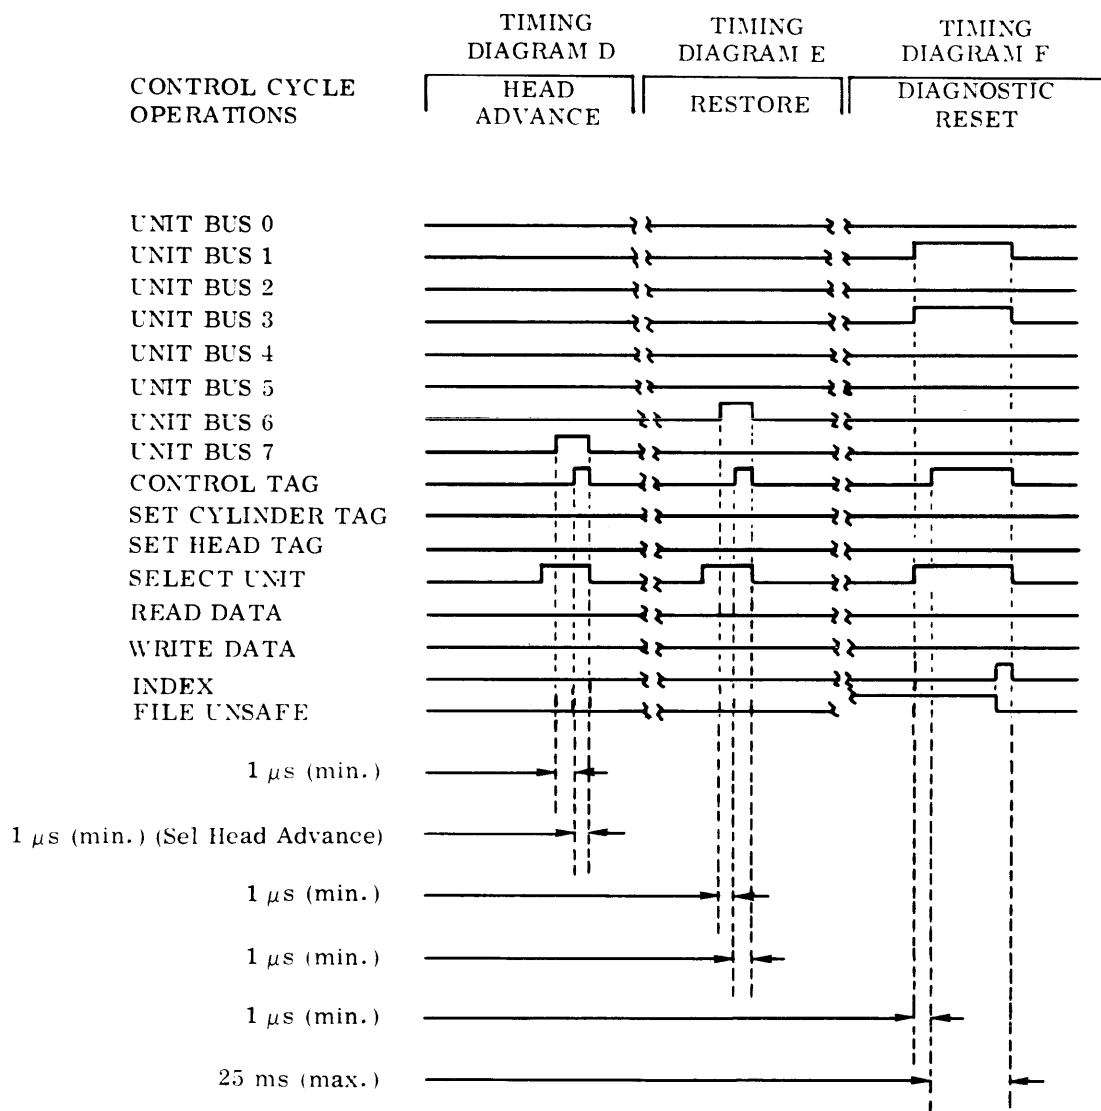 TIMING DIAGRAM D
TIMING DIAGRAM E
TIMING DIAGRAM F
CONTROL CYCLE OPERATIONS
HEAD ADVANCE
RESTORE
DIAGNOSTIC RESET
UNIT BUS 0
UNIT BUS 1
UNIT BUS 2
UNIT BUS 3
UNIT BUS 4
UNIT BUS 5
UNIT BUS 6
UNIT BUS 7
CONTROL TAG
SET CYLINDER TAG
SET HEAD TAG
SELECT UNIT
READ DATA
WRITE DATA
INDEX
FILE UNSAFE
1 μs (min.)
1 μs (min.) (Sel Head Advance)
1 μs (min.)
1 μs (min.)
1 μs (min.)
25 ms (max.)